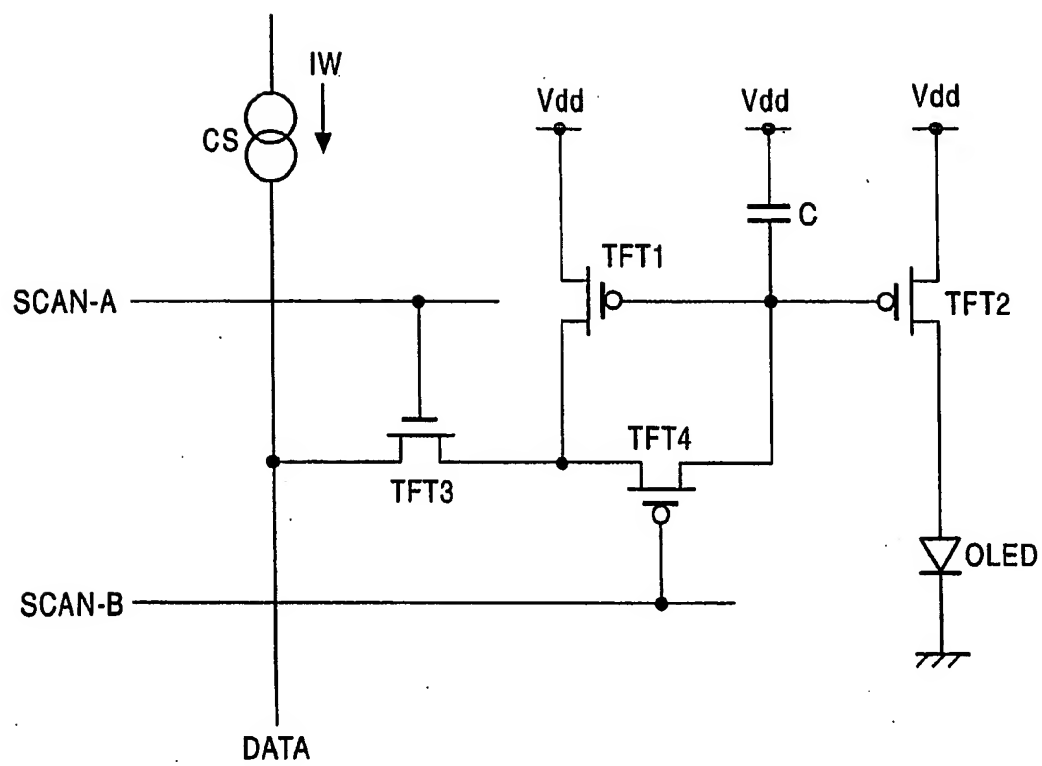 IW
Vdd
Vdd
Vdd
CS
C
TFT1
SCAN-A
TFT2
TFT4
TFT3
OLED
SCAN-B
DATA